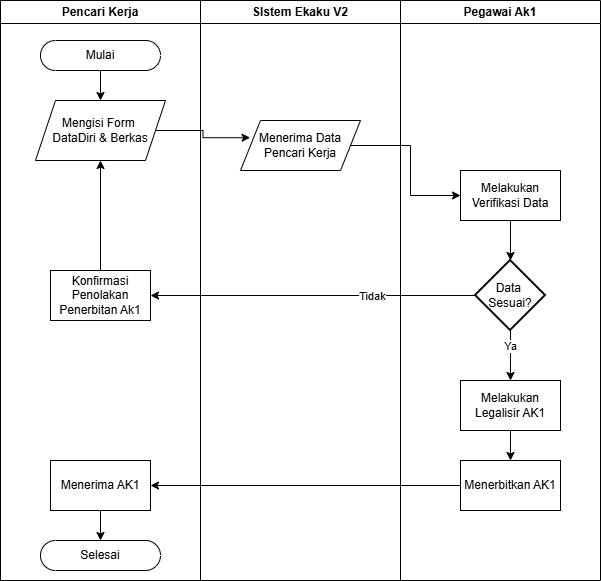 Pencari Kerja
SIstem Ekaku V2
Pegawai Ak1
Mulai
Mengisi Form
DataDiri & Berkas
Menerima Data
Pencari Kerja
Melakukan
Verifikasi Data
Konfirmasi
Penolakan
Penerbitan Ak1
Tidak
Data
Sesuai?
Ya
Melakukan
Legalisir AK1
Menerima AK1
Menerbitkan AK1
Selesai